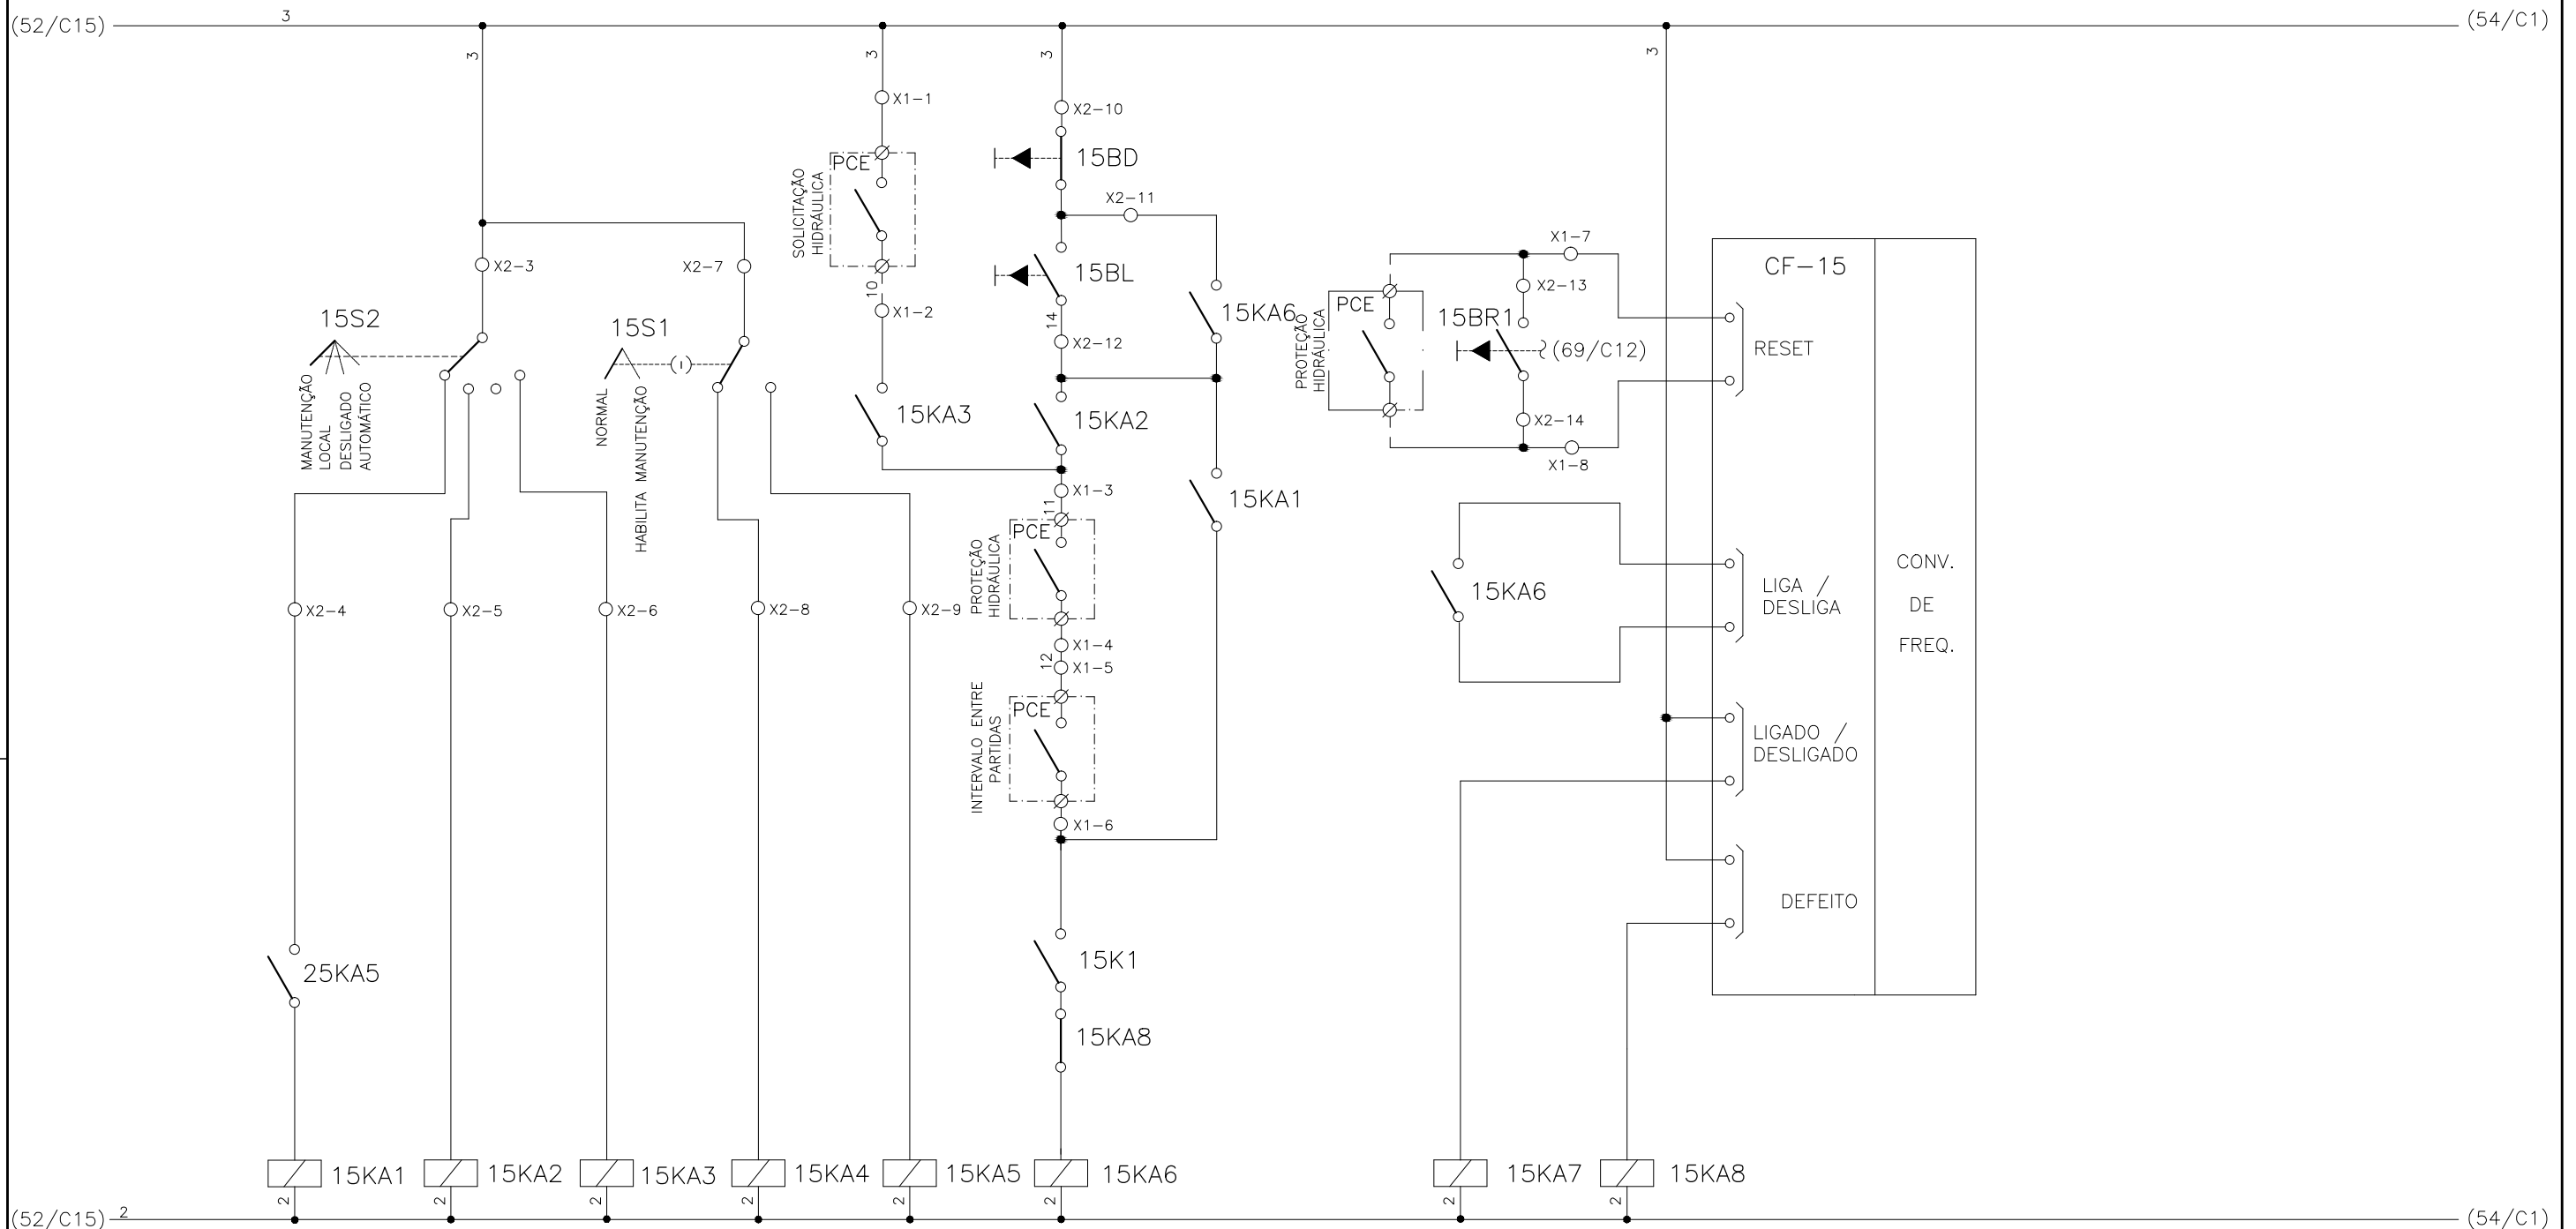 (52/C15)
3
(54/C1)
3
3
3
3
X1-1
X2-10
PCE
15BD
SOLICITAÇÃO
HIDRÁULICA
X2-11
X2-3
X2-7
15BL
10
X1-2
14
X2-12
15KA6
15S2
15S1
MANUTENÇÃO
LOCAL
DESLIGADO
AUTOMÁTICO
NORMAL
HABILITA MANUTENÇÃO
15KA3
15KA2
X1-7
X2-13
PCE
PROTEÇÃO
HIDRÁULICA
15BR1
(69/C12)
X2-14
X1-8
CF-15
RESET
X1-3
11
PCE
PROTEÇÃO
HIDRÁULICA
15KA1
X1-4
12
X1-5
15KA6
LIGA /
DESLIGA
CONV.
DE
FREQ.
X2-4
X2-5
X2-6
X2-8
X2-9
PCE
INTERVALO ENTRE
PARTIDAS
X1-6
LIGADO /
DESLIGADO
DEFEITO
25KA5
15K1
15KA8
15KA1
15KA2
15KA3
15KA4
15KA5
15KA6
15KA7
15KA8
2
2
2
2
2
2
2
2
(52/C15)
2
(54/C1)